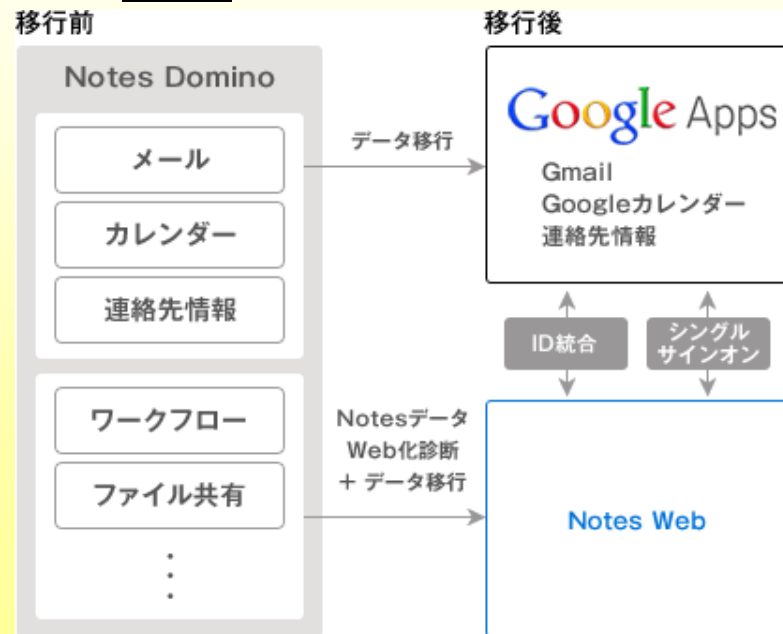 移行前
Notes Domino
メール
カレンダー
連絡先情報
ワークフロー
ファイル共有
データ移行
Notesデータ
Web化診断
+ データ移行
移行後
Google Apps
Gmail
Googleカレンダー
連絡先情報
ID統合
シングル
サインオン
Notes Web